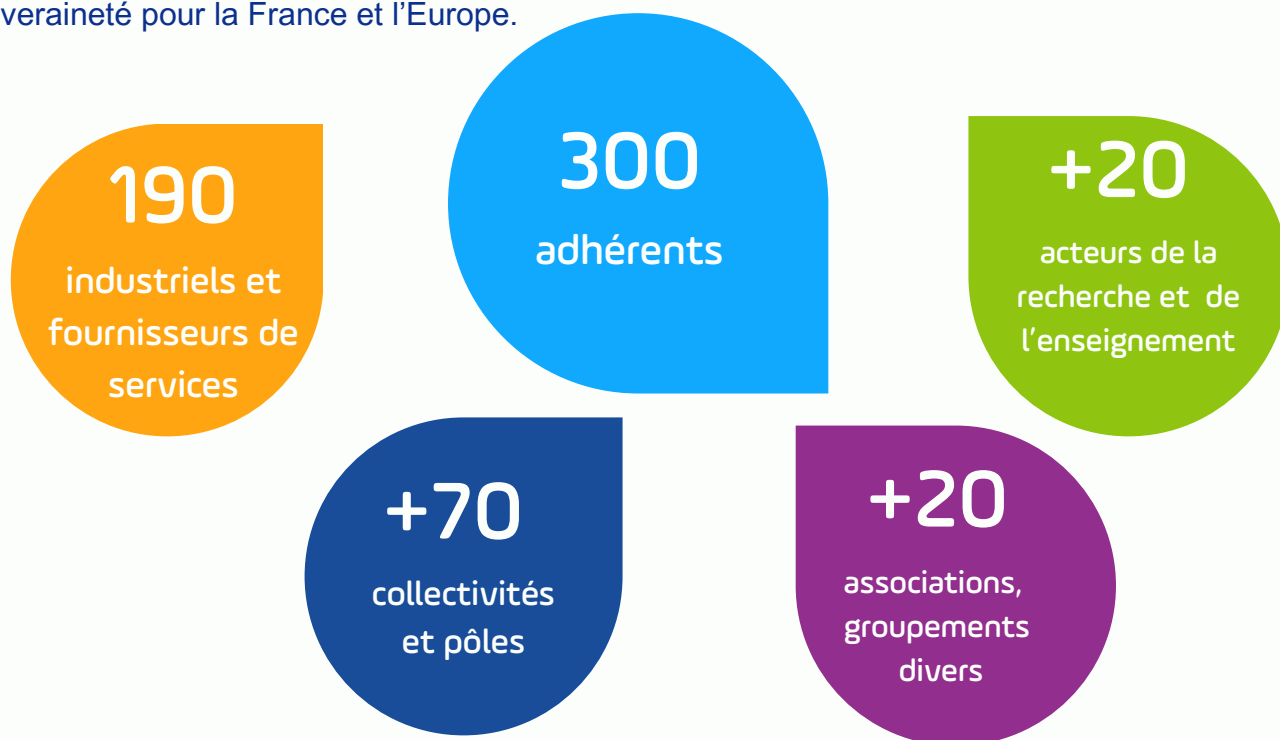 veraineté pour la France et l’Europe.
300
adhérents
190
industriels et
fournisseurs de
services
+20
acteurs de la
recherche et de
l’enseignement
+70
collectivités
et pôles
+20
associations,
groupements
divers